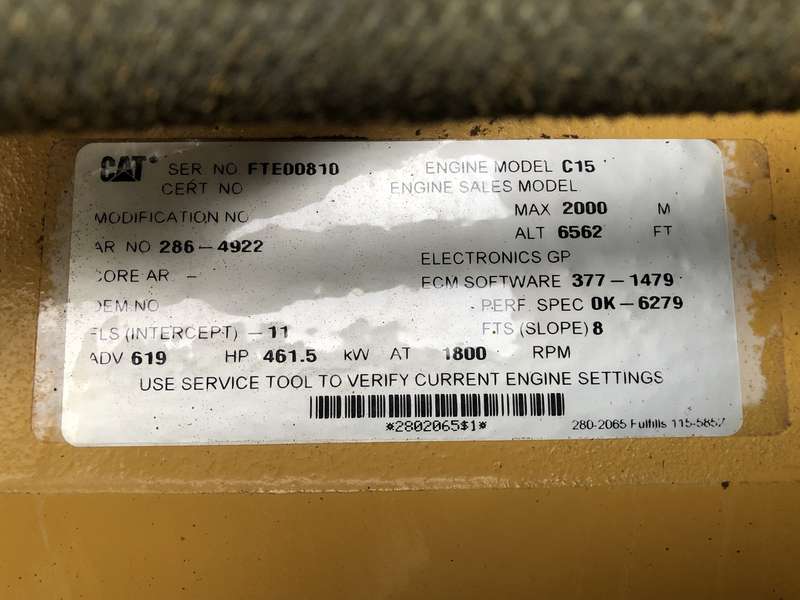 CAT SER. NO. FTE00810 ENGINE MODEL C15
CERT NO ENGINE SALES MODEL
MODIFICATION NO MAX 2000 M
ALT 6562 FT
AR NO 286-4922
ELECTRONICS GP
CORE AR. - ECM SOFTWARE 377-1479
OEM NO PERF. SPEC 0K-6279
FLS (INTERCEPT) -11 FTS (SLOPE) 8
ADV 619 HP 461.5 kW AT 1800 RPM
USE SERVICE TOOL TO VERIFY CURRENT ENGINE SETTINGS
*2802065$1*
280-2065 Fulfills 115-5857